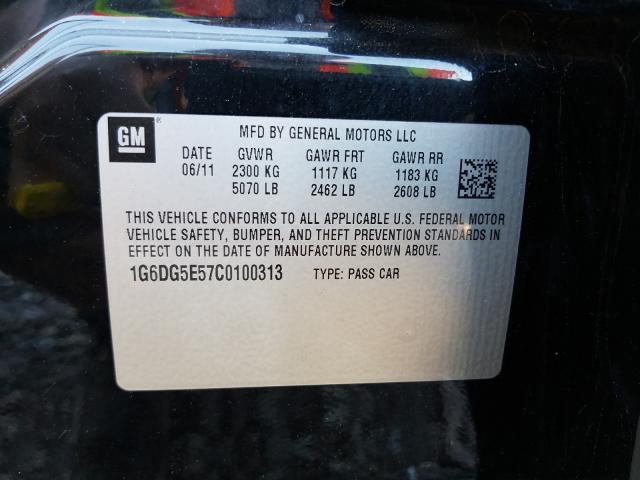 GM ® MFD BY GENERAL MOTORS LLC
DATE GVWR GAWR FRT GAWR RR
06/11 2300 KG 1117 KG 1183 KG
5070 LB 2462 LB 2608 LB
THIS VEHICLE CONFORMS TO ALL APPLICABLE U.S. FEDERAL MOTOR
VEHICLE SAFETY, BUMPER, AND THEFT PREVENTION STANDARDS IN
EFFECT ON THE DATE OF MANUFACTURE SHOWN ABOVE.
1G6DG5E57C0100313 TYPE: PASS CAR